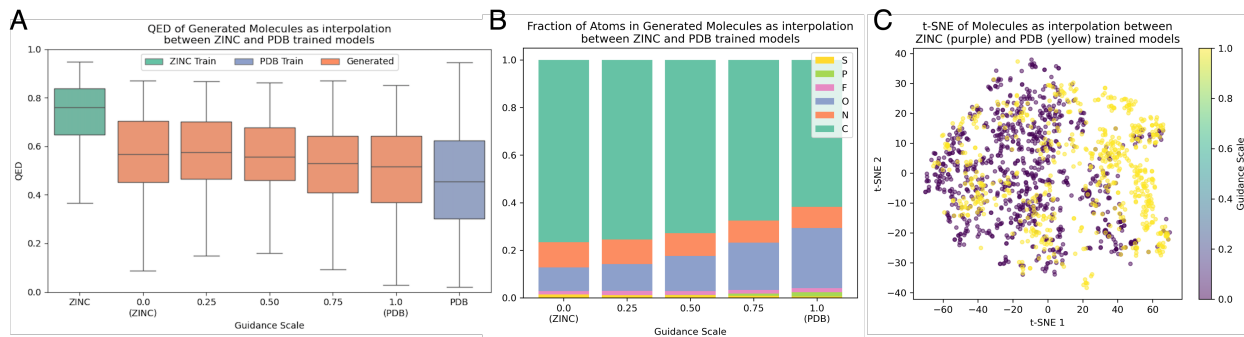 A
QED of Generated Molecules as interpolation
between ZINC and PDB trained models
ZINC Train
PDB Train
Generated
1.0
0.8
0.6
0.4
0.2
0.0
QED
ZINC
0.0
(ZINC)
0.25
0.50
0.75
1.0
(PDB)
PDB
Guidance Scale
B
Fraction of Atoms in Generated Molecules as interpolation
between ZINC and PDB trained models
1.0
0.8
0.6
0.4
0.2
0.0
S
P
F
O
N
C
0.0
(ZINC)
0.25
0.50
0.75
1.0
(PDB)
Guidance Scale
C
t-SNE of Molecules as interpolation between
ZINC (purple) and PDB (yellow) trained models
40
30
20
10
0
−10
−20
−30
−40
t-SNE 2
−60
−40
−20
0
20
40
60
t-SNE 1
1.0
0.8
0.6
0.4
0.2
0.0
Guidance Scale